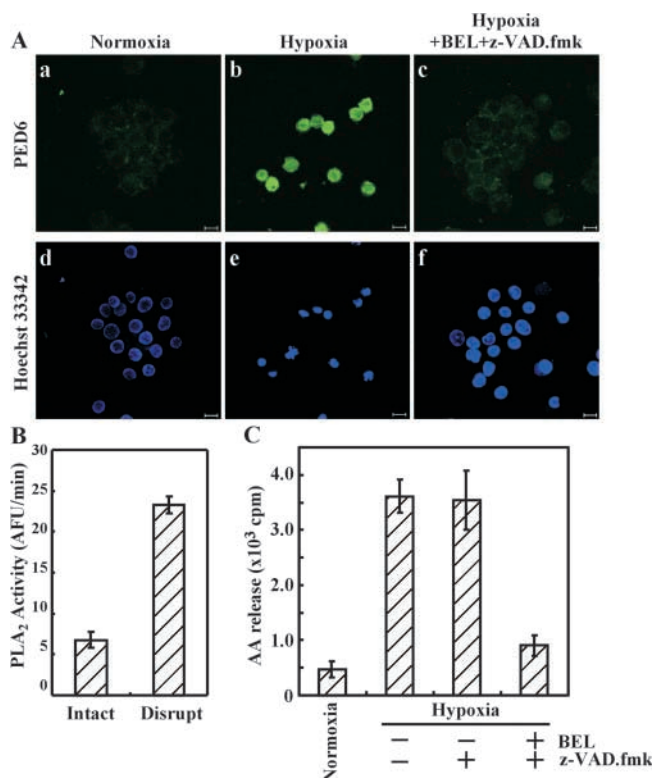 A
Normoxia
Hypoxia
Hypoxia
+BEL+z-VAD.fmk
PED6
a
b
c
Hoechst 33342
d
e
f
B
PLA₂ Activity (AFU/min)
30
25
20
15
10
5
0
Intact
Disrupt
C
AA release (x10³ cpm)
4.0
3.0
2.0
1.0
0
Normoxia
Hypoxia
− − + BEL
− + + z-VAD.fmk